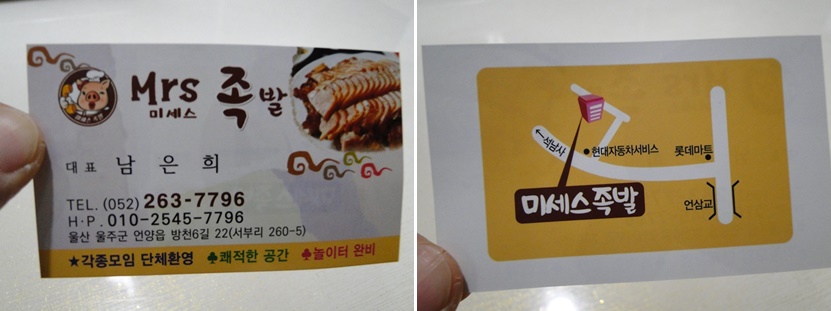 Mrs 족발
미세스
대표 남은희
TEL. (052) 263-7796
H·P. 010-2545-7796
울산 울주군 언양읍 방천6길 22(서부리 260-5)
★각종모임 단체환영 ♣쾌적한 공간 ♣놀이터 완비
←석남사
현대자동차서비스
롯데마트
미세스족발
언삼교